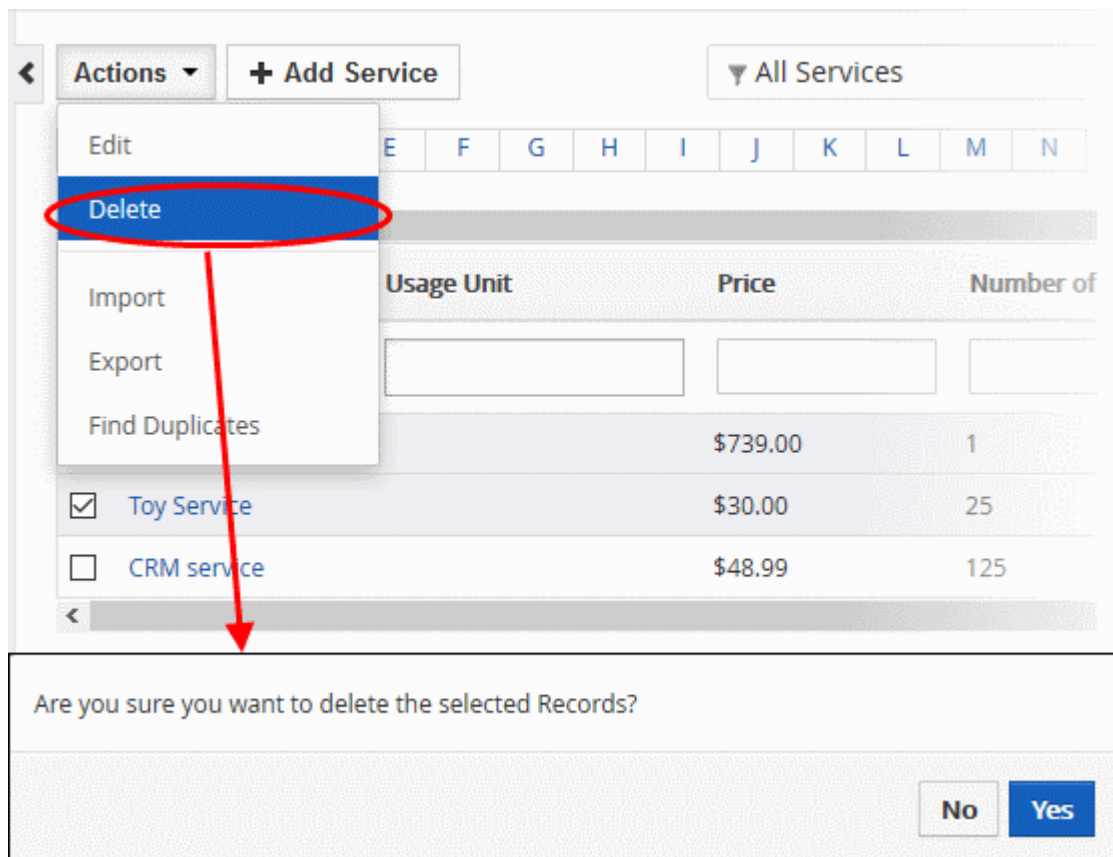 Actions + Add Service All Services
Edit E F G H I J K L M N
Delete
Import Usage Unit Price Number of
Export
Find Duplicates
$739.00 1
Toy Service $30.00 25
CRM service $48.99 125
Are you sure you want to delete the selected Records?
No Yes